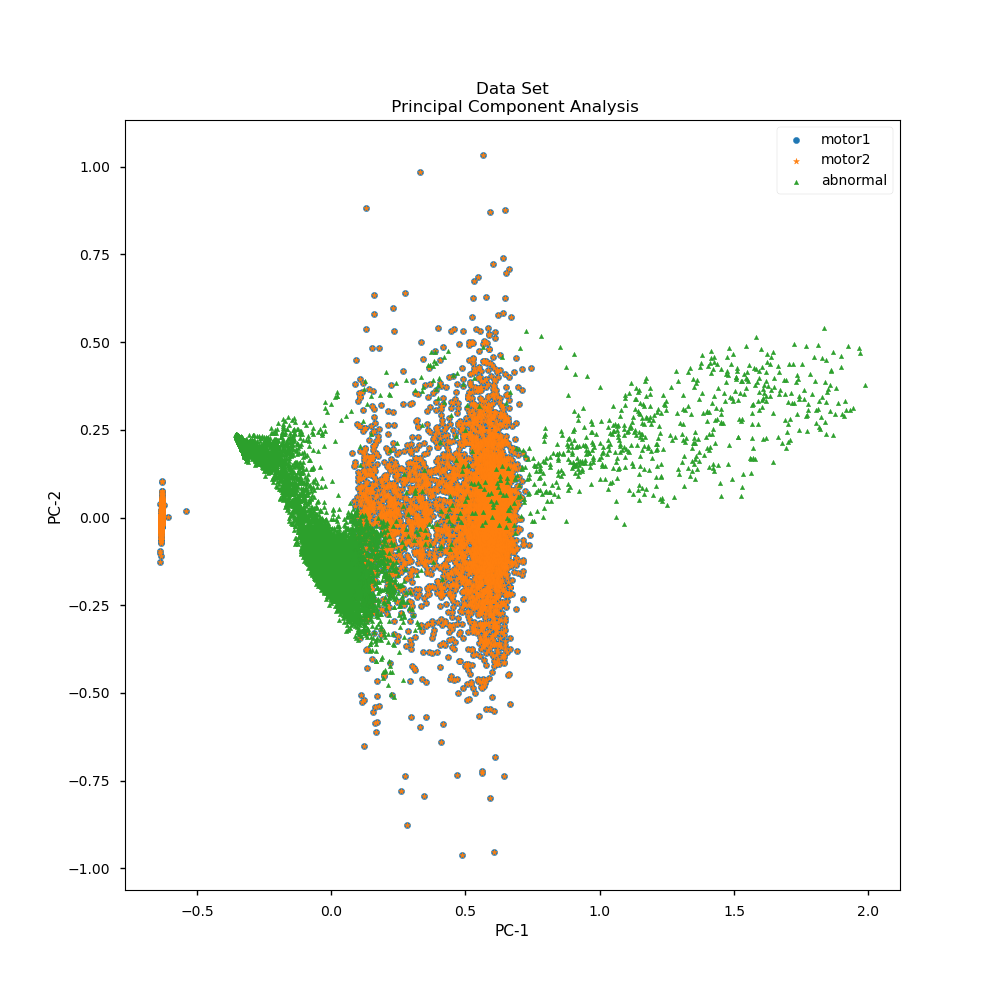 Data Set
Principal Component Analysis
motor1
motor2
abnormal
1.00
0.75
0.50
0.25
0.00
−0.25
−0.50
−0.75
−1.00
PC-2
−0.5
0.0
0.5
1.0
1.5
2.0
PC-1